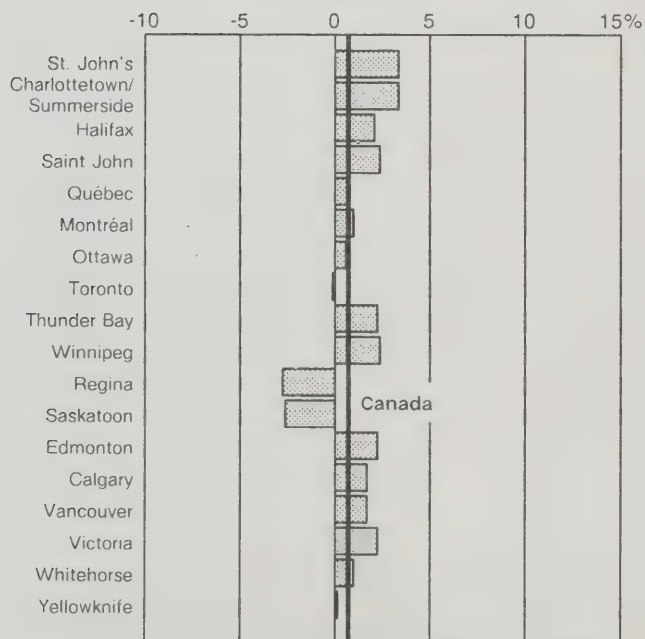 -10 -5 0 5 10 15%
St. John's
Charlottetown/
Summerside
Halifax
Saint John
Québec
Montréal
Ottawa
Toronto
Thunder Bay
Winnipeg
Regina
Canada
Saskatoon
Edmonton
Calgary
Vancouver
Victoria
Whitehorse
Yellowknife